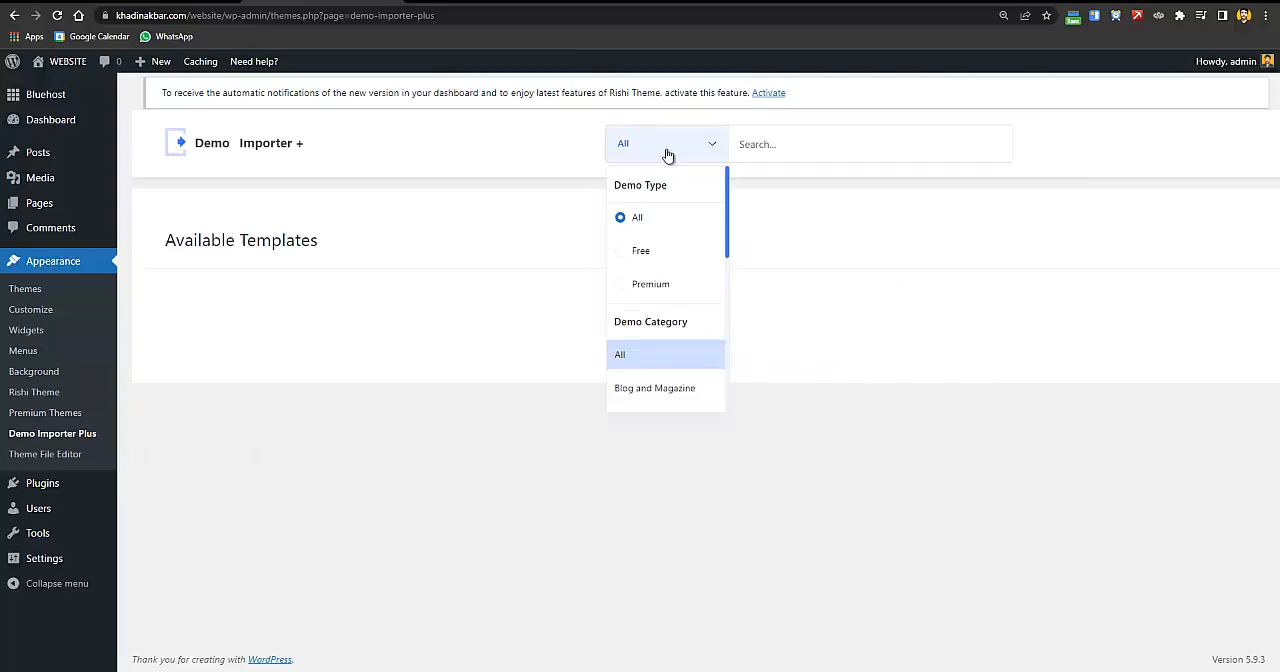 khadinakbar.com/website/wp-admin/themes.php?page=demo-importer-plus
Apps Google Calendar WhatsApp
WEBSITE 0 New Caching Need help? Howdy, admin
To receive the automatic notifications of the new version in your dashboard and to enjoy latest features of Rishi Theme. activate this feature. Activate
Bluehost
Dashboard
Posts
Media
Pages
Comments
Appearance
Themes
Customize
Widgets
Menus
Background
Rishi Theme
Premium Themes
Demo Importer Plus
Theme File Editor
Plugins
Users
Tools
Settings
Collapse menu
Demo Importer +
All
Search...
Demo Type
All
Free
Premium
Demo Category
All
Blog and Magazine
Available Templates
Thank you for creating with WordPress.
Version 5.9.3